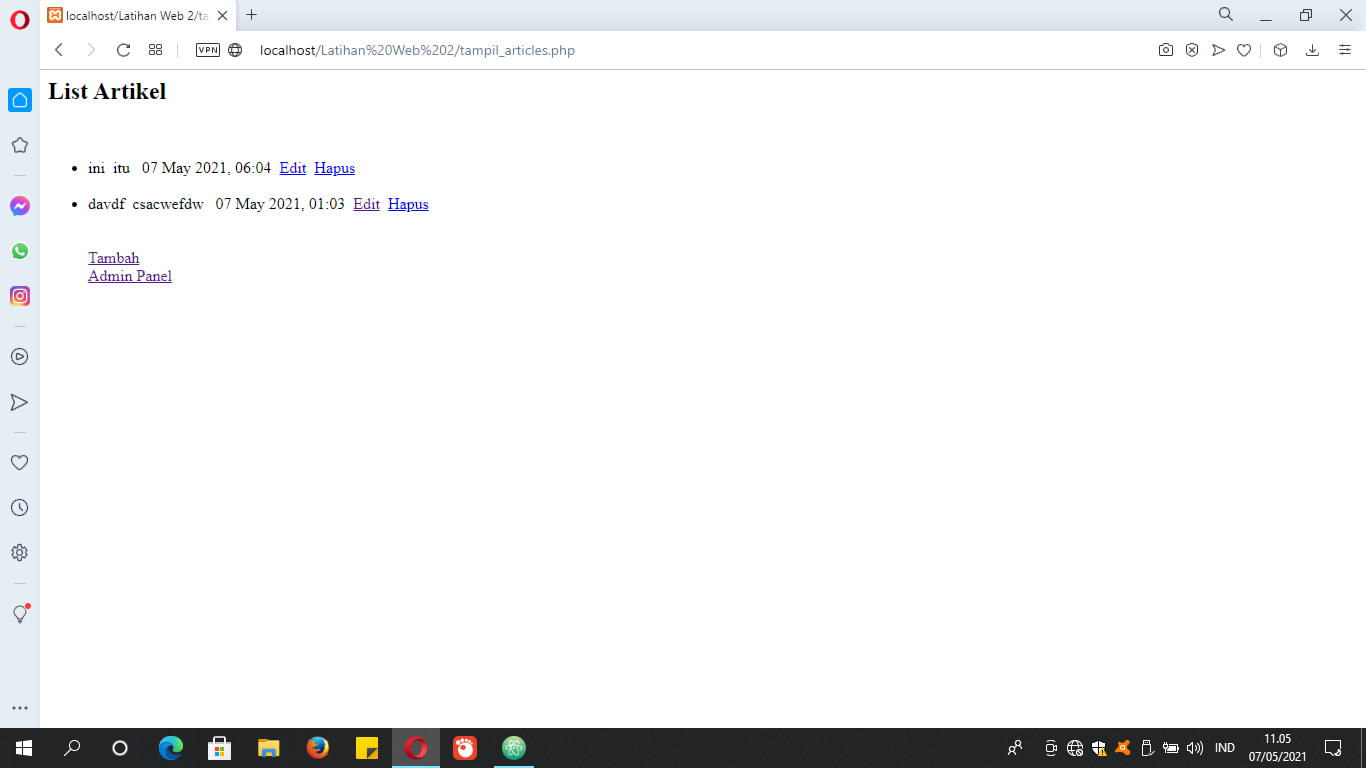 localhost/Latihan Web 2/ta
VPN localhost/Latihan%20Web%202/tampil_articles.php
List Artikel
ini itu 07 May 2021, 06:04 Edit Hapus
davdf csacwefdw 07 May 2021, 01:03 Edit Hapus
Tambah
Admin Panel
IND
11.05
07/05/2021